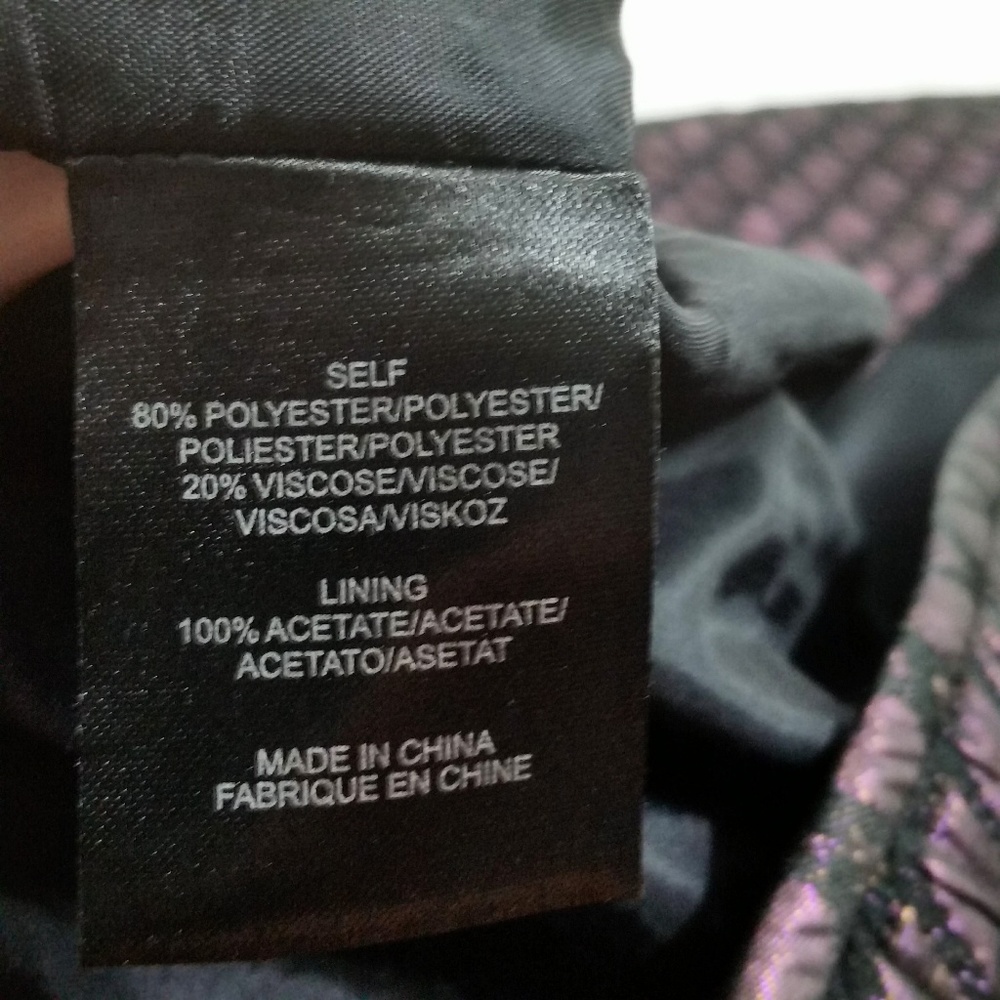 SELF
80% POLYESTER/POLYESTER/
POLIESTER/POLYESTER
20% VISCOSE/VISCOSE/
VISCOSA/VISKOZ
LINING
100% ACETATE/ACETATE/
ACETATO/ASETAT
MADE IN CHINA
FABRIQUE EN CHINE